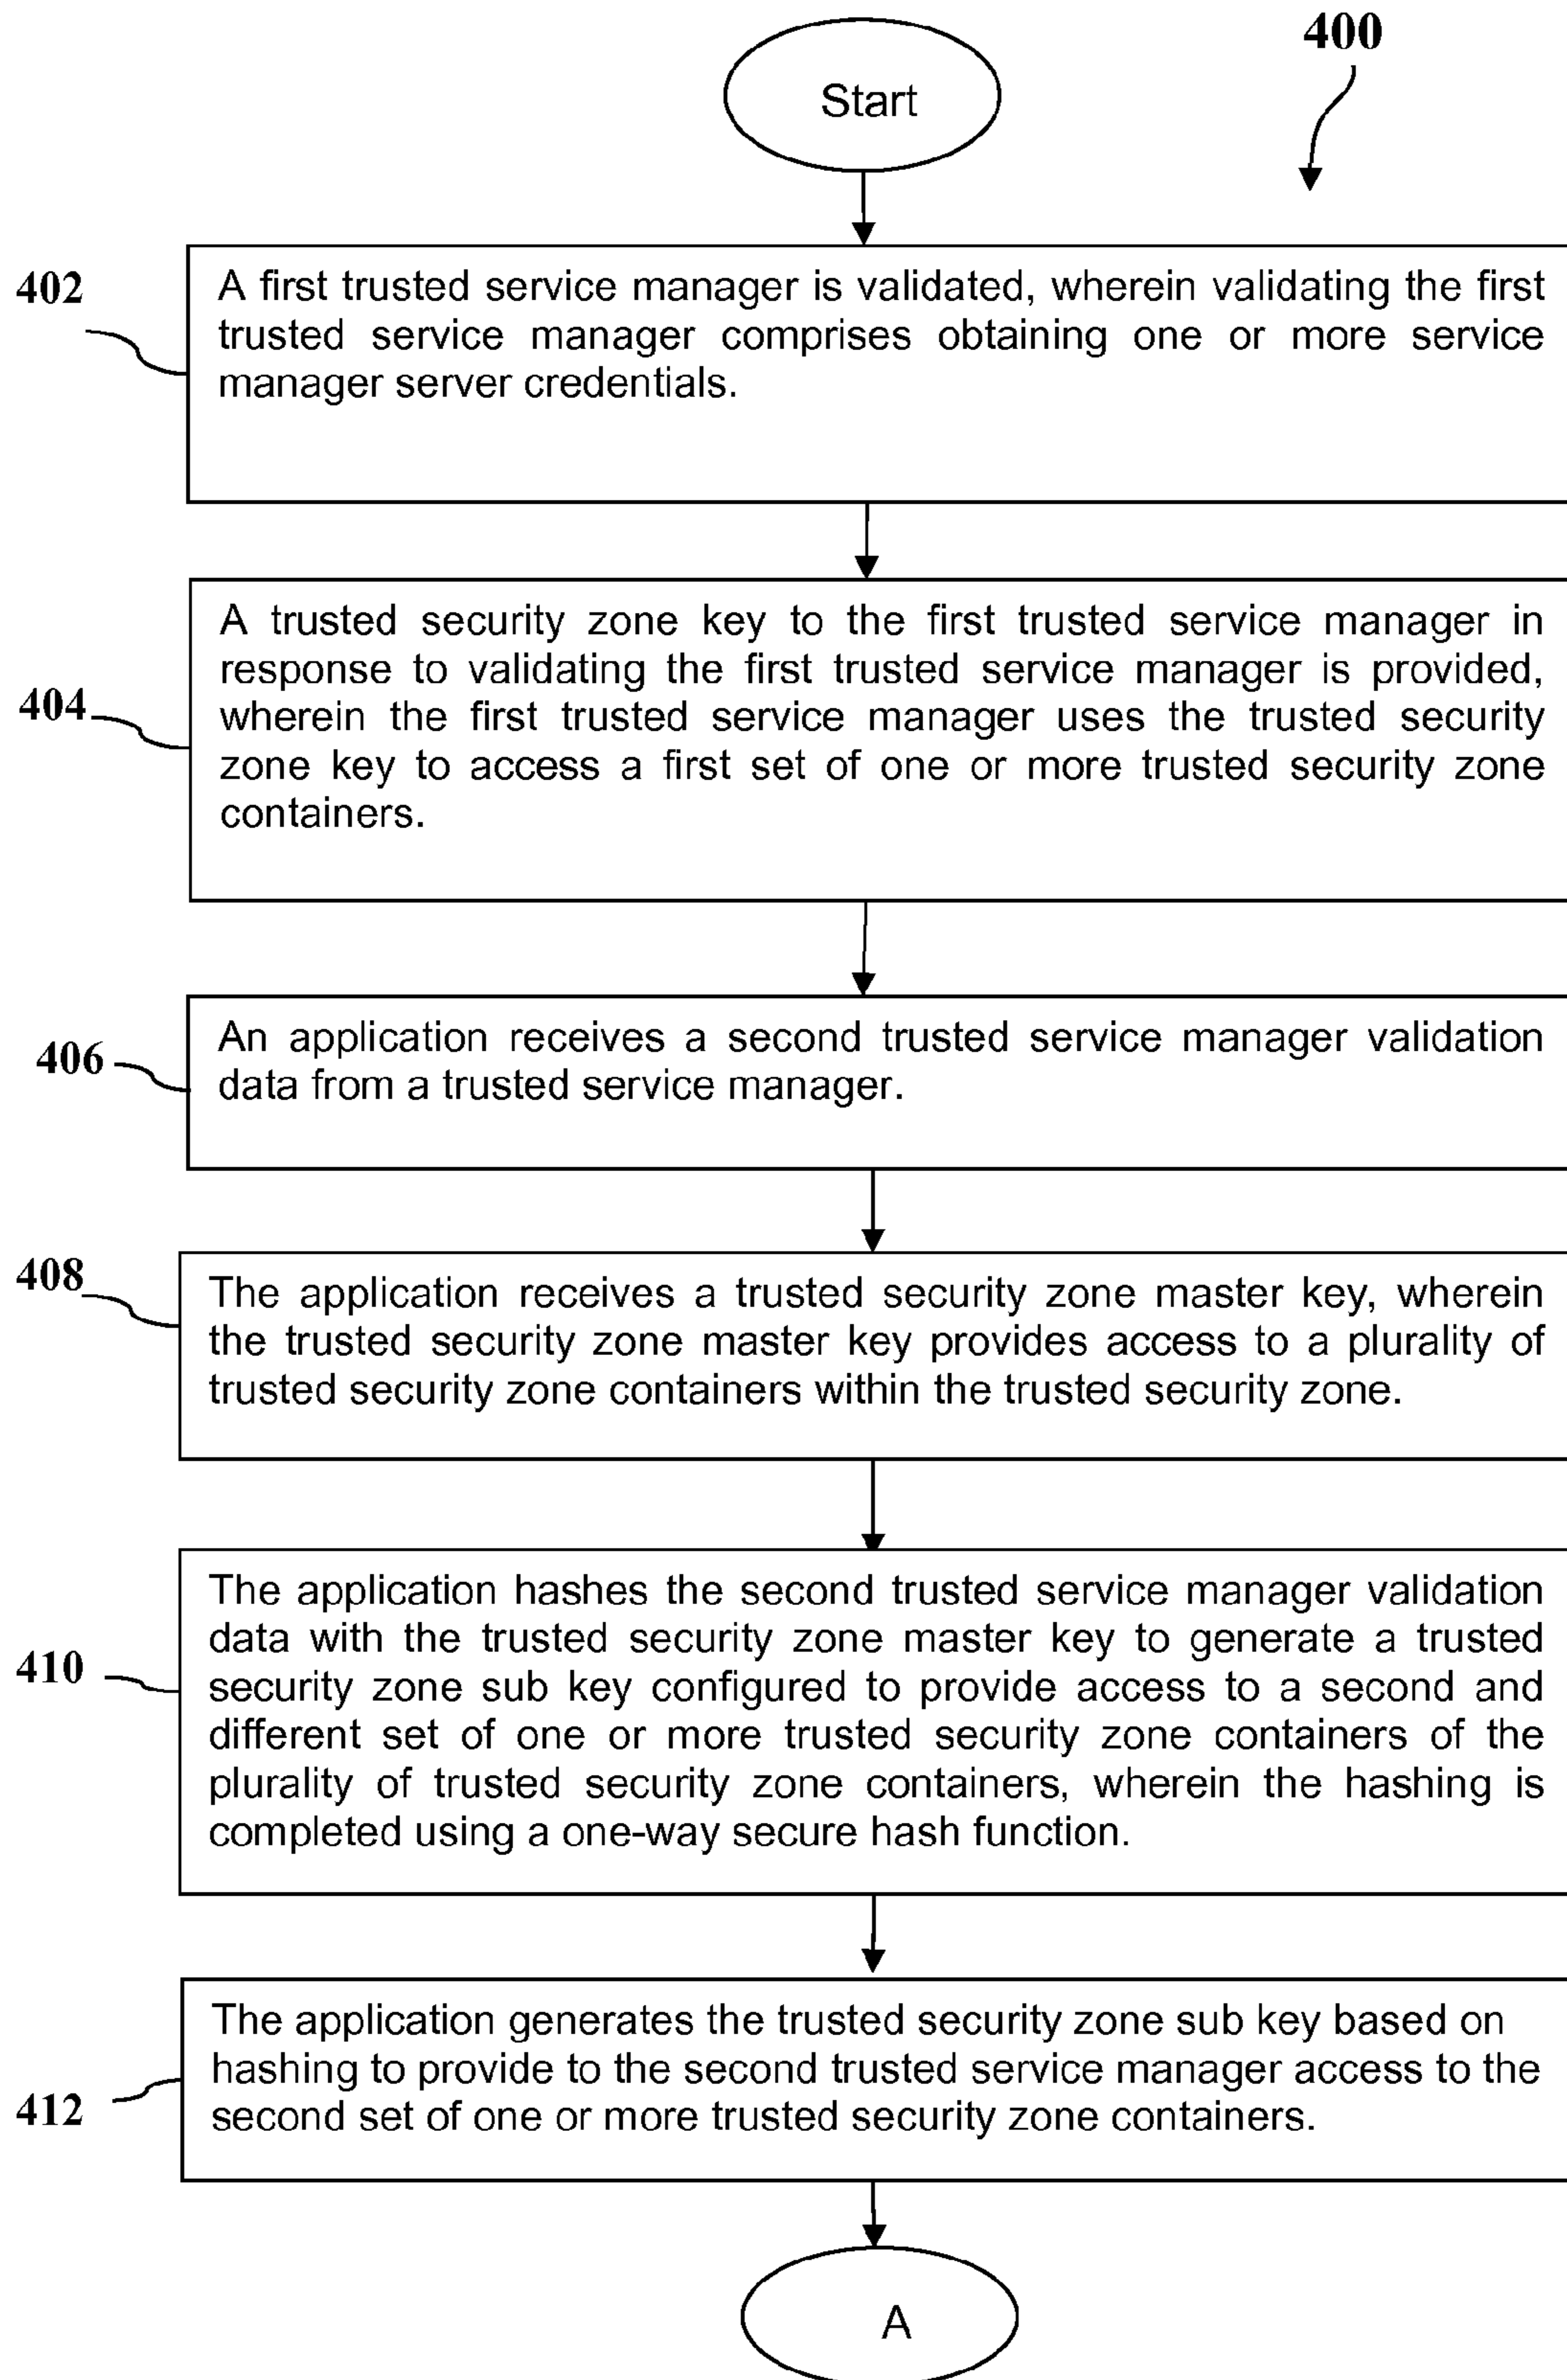 400
Start
402
A first trusted service manager is validated, wherein validating the first
trusted service manager comprises obtaining one or more service
manager server credentials.
404
A trusted security zone key to the first trusted service manager in
response to validating the first trusted service manager is provided,
wherein the first trusted service manager uses the trusted security
zone key to access a first set of one or more trusted security zone
containers.
406
An application receives a second trusted service manager validation
data from a trusted service manager.
408
The application receives a trusted security zone master key, wherein
the trusted security zone master key provides access to a plurality of
trusted security zone containers within the trusted security zone.
410
The application hashes the second trusted service manager validation
data with the trusted security zone master key to generate a trusted
security zone sub key configured to provide access to a second and
different set of one or more trusted security zone containers of the
plurality of trusted security zone containers, wherein the hashing is
completed using a one-way secure hash function.
412
The application generates the trusted security zone sub key based on
hashing to provide to the second trusted service manager access to the
second set of one or more trusted security zone containers.
A